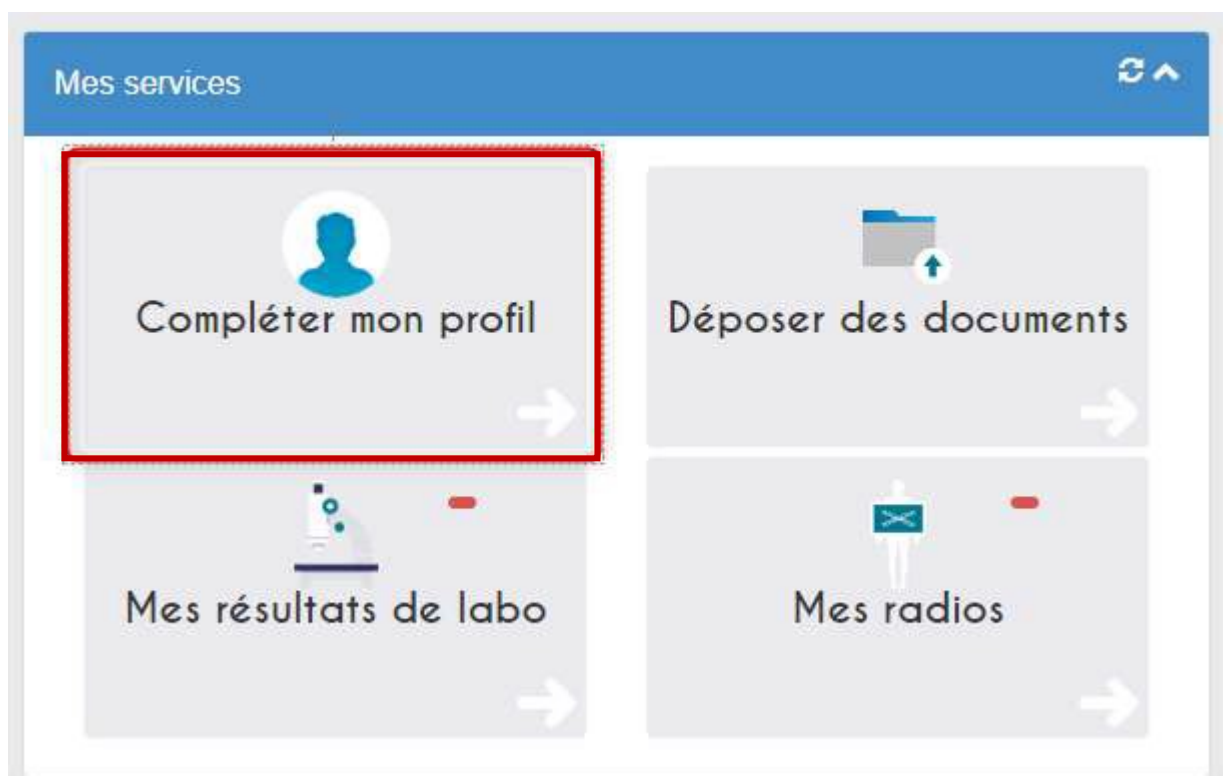 Mes services
Compléter mon profil
Déposer des documents
Mes résultats de labo
Mes radios